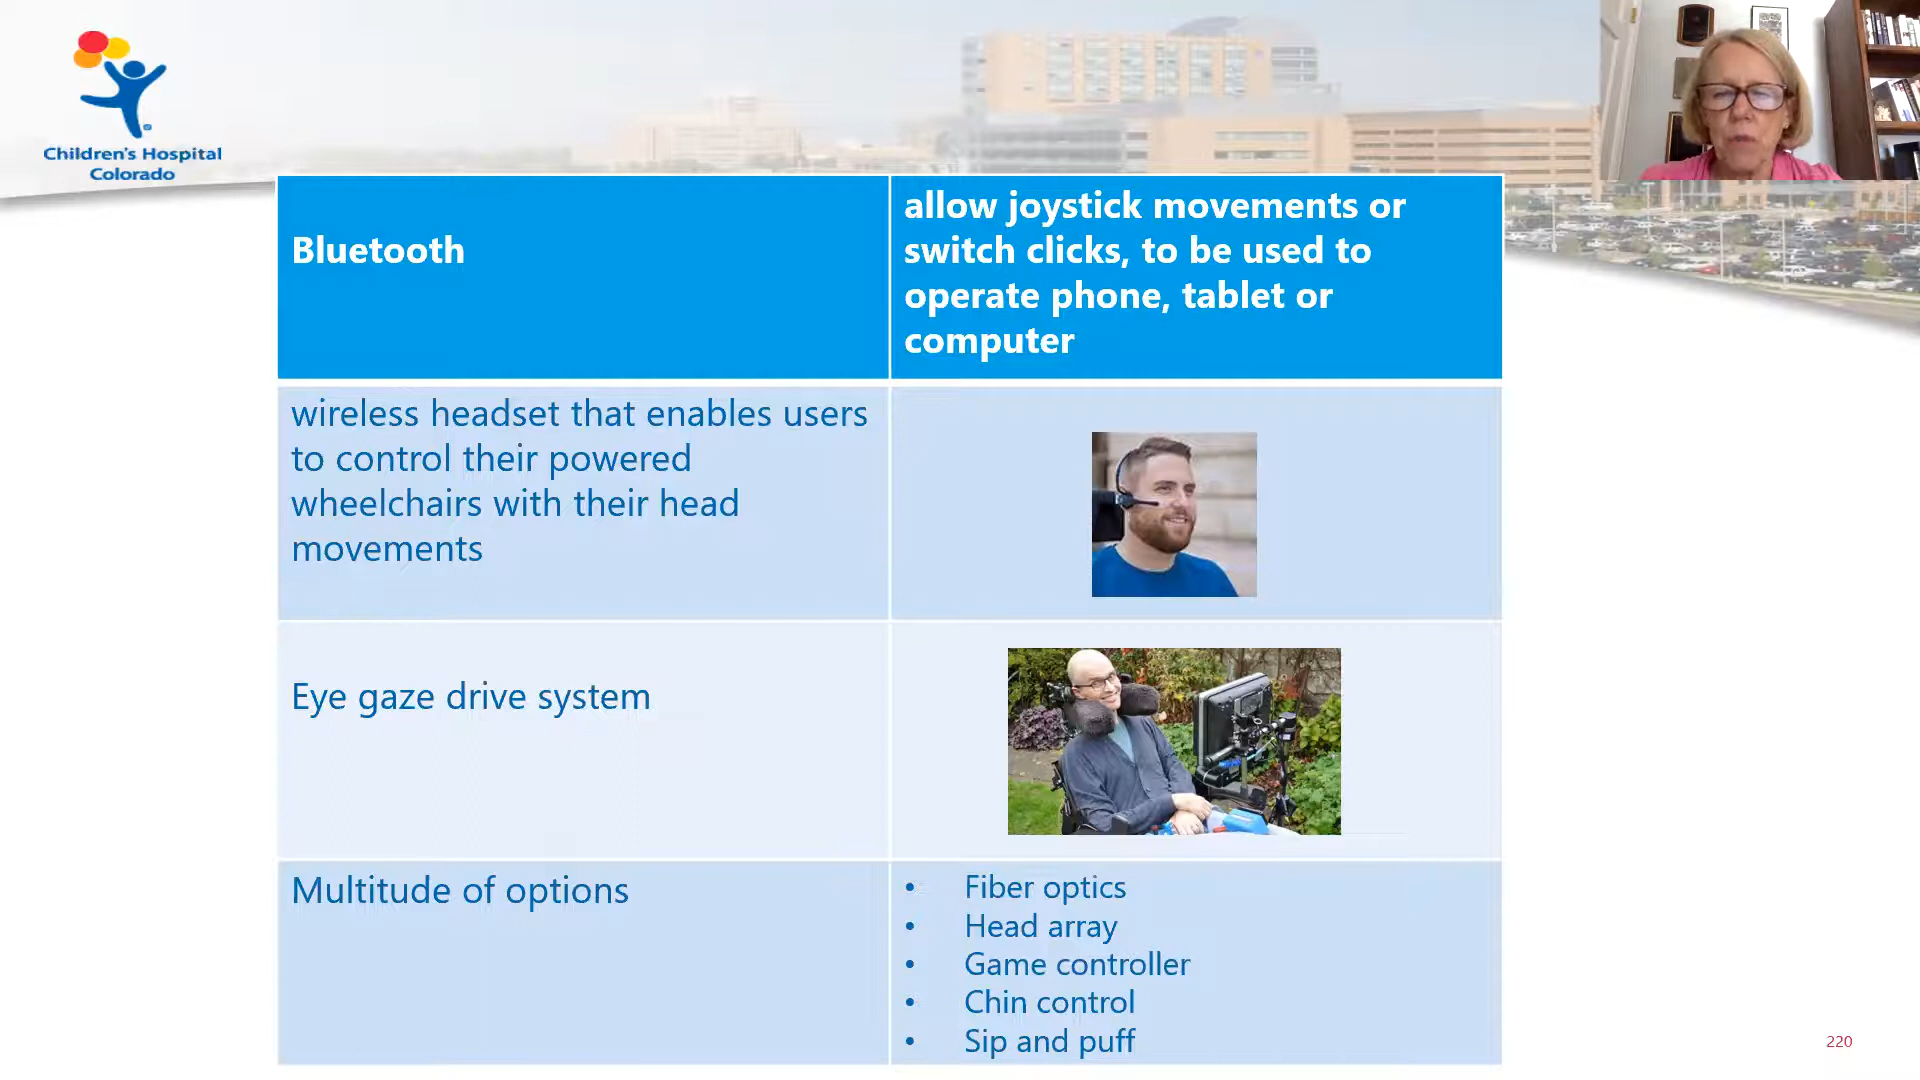 Children's Hospital
Colorado
Bluetooth
allow joystick movements or
switch clicks, to be used to
operate phone, tablet or
computer
wireless headset that enables users
to control their powered
wheelchairs with their head
movements
Eye gaze drive system
Multitude of options
• Fiber optics
• Head array
• Game controller
• Chin control
• Sip and puff
220